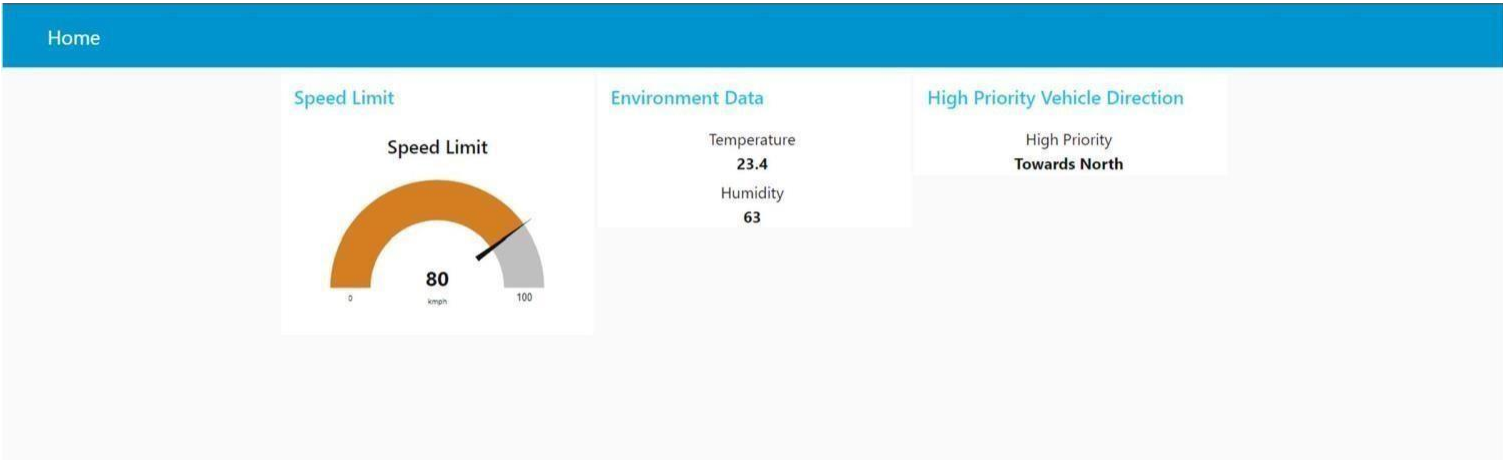 Home
Speed Limit
Speed Limit
80
0
kmph
100
Environment Data
Temperature
23.4
Humidity
63
High Priority Vehicle Direction
High Priority
Towards North